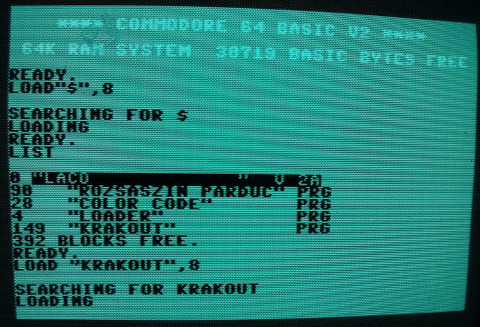 **** COMMODORE 64 BASIC V2 ****
64K RAM SYSTEM 38719 BASIC BYTES FREE
READY.
LOAD"$",8
SEARCHING FOR $
LOADING
READY.
LIST
0 "LACO " V 2A
90 "ROZSASZIN PARDUC" PRG
28 "COLOR CODE" PRG
4 "LOADER" PRG
149 "KRAKOUT" PRG
392 BLOCKS FREE.
READY.
LOAD "KRAKOUT",8
SEARCHING FOR KRAKOUT
LOADING